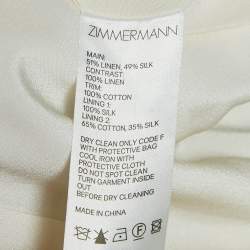 ZIMMERMANN
MAIN:
51% LINEN, 49% SILK
CONTRAST:
100% LINEN
TRIM:
100% COTTON
LINING 1:
100% SILK
LINING 2:
65% COTTON, 35% SILK
DRY CLEAN ONLY CODE F
WITH PROTECTIVE BAG
COOL IRON WITH
PROTECTIVE CLOTH
DO NOT SPOT CLEAN
TURN GARMENT INSIDE OUT
BEFORE DRY CLEANING
MADE IN CHINA